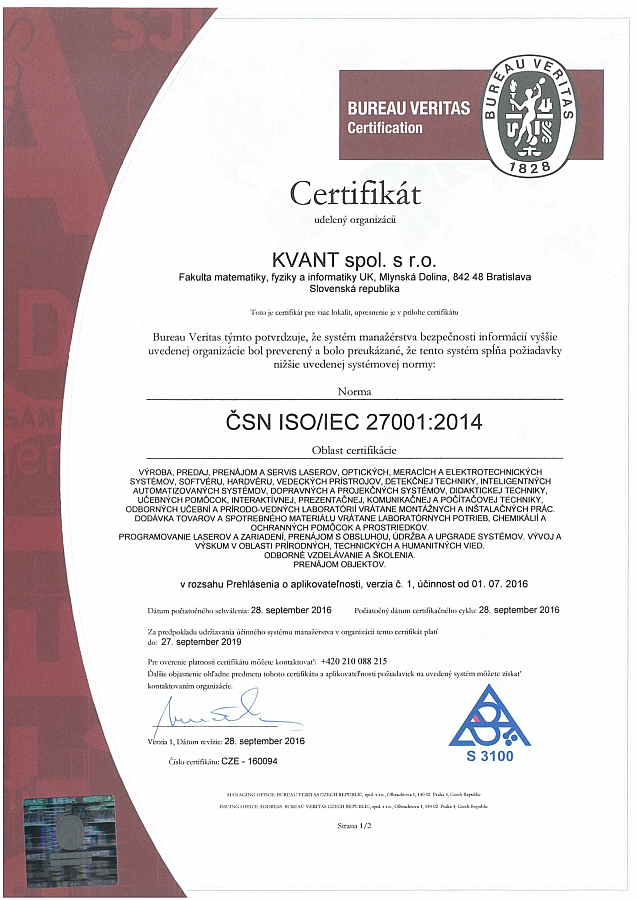 BUREAU VERITAS
Certification
BUREAU VERITAS
1828
Certifikát
udelený organizácii
KVANT spol. s r.o.
Fakulta matematiky, fyziky a informatiky UK, Mlynská Dolina, 842 48 Bratislava
Slovenská republika
Toto je certifikát pre viac lokalít, upresnenie je v prílohe certifikátu
Bureau Veritas týmto potvrdzuje, že systém manažérstva bezpečnosti informácií vyššie
uvedenej organizácie bol preverený a bolo preukázané, že tento systém spĺňa požiadavky
nižšie uvedenej systémovej normy:
Norma
ČSN ISO/IEC 27001:2014
Oblast certifikácie
VÝROBA, PREDAJ, PRENÁJOM A SERVIS LASEROV, OPTICKÝCH, MERACÍCH A ELEKTROTECHNICKÝCH
SYSTÉMOV, SOFTVÉRU, HARDVÉRU, VEDECKÝCH PRÍSTROJOV, DETEKČNEJ TECHNIKY, INTELIGENTNÝCH
AUTOMATIZOVANÝCH SYSTÉMOV, DOPRAVNÝCH A PROJEKČNÝCH SYSTÉMOV, DIDAKTICKEJ TECHNIKY,
UČEBNÝCH POMÔCOK, INTERAKTÍVNEJ, PREZENTAČNEJ, KOMUNIKAČNEJ A POČÍTAČOVEJ TECHNIKY,
ODBORNÝCH UČEBNÍ A PRÍRODO-VEDNÝCH LABORATÓRIÍ VRÁTANE MONTÁŽNYCH A INŠTALAČNÝCH PRÁC.
DODÁVKA TOVAROV A SPOTREBNÉHO MATERIÁLU VRÁTANE LABORATÓRNYCH POTRIEB, CHEMIKÁLIÍ A
OCHRANNÝCH POMÔCOK A PROSTRIEDKOV.
PROGRAMOVANIE LASEROV A ZARIADENÍ, PRENÁJOM S OBSLUHOU, ÚDRŽBA A UPGRADE SYSTÉMOV. VÝVOJ A
VÝSKUM V OBLASTI PRÍRODNÝCH, TECHNICKÝCH A HUMANITNÝCH VIED.
ODBORNÉ VZDELÁVANIE A ŠKOLENIA.
PRENÁJOM OBJEKTOV.
v rozsahu Prehlásenia o aplikovateľnosti, verzia č. 1, účinnost od 01. 07. 2016
Dátum počiatočného schválenia: 28. september 2016 Počiatočný dátum certifikačného cyklu: 28. september 2016
Za predpokladu udržiavania účinného systému manažérstva v organizácii tento certifikát platí
do: 27. september 2019
Pre overenie platnosti certifikátu môžete kontaktovať: +420 210 088 215
Ďalšie objasnenie ohľadne predmetu tohoto certifikátu a aplikovateľnosti požiadaviek na uvedený systém môžete získať
kontaktovaním organizácie.
Verzia 1, Dátum revízie: 28. september 2016
S 3100
Číslo certifikátu: CZE - 160094
MANAGING OFFICE: BUREAU VERITAS CZECH REPUBLIC, spol. s r.o., Olbrachtova 1, 140 02 Praha 4, Czech Republic
ISSUING OFFICE ADDRESS: BUREAU VERITAS CZECH REPUBLIC, spol. s r.o., Olbrachtova 1, 140 02 Praha 4, Czech Republic
Strana 1/2